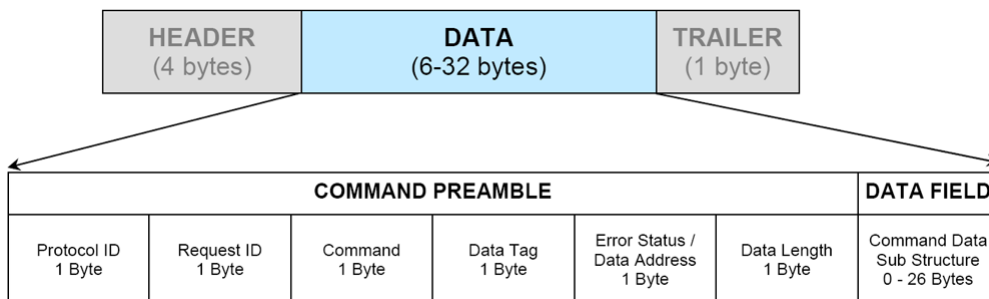 HEADER
(4 bytes)
DATA
(6-32 bytes)
TRAILER
(1 byte)
COMMAND PREAMBLE
DATA FIELD
Protocol ID
1 Byte
Request ID
1 Byte
Command
1 Byte
Data Tag
1 Byte
Error Status /
Data Address
1 Byte
Data Length
1 Byte
Command Data
Sub Structure
0 - 26 Bytes